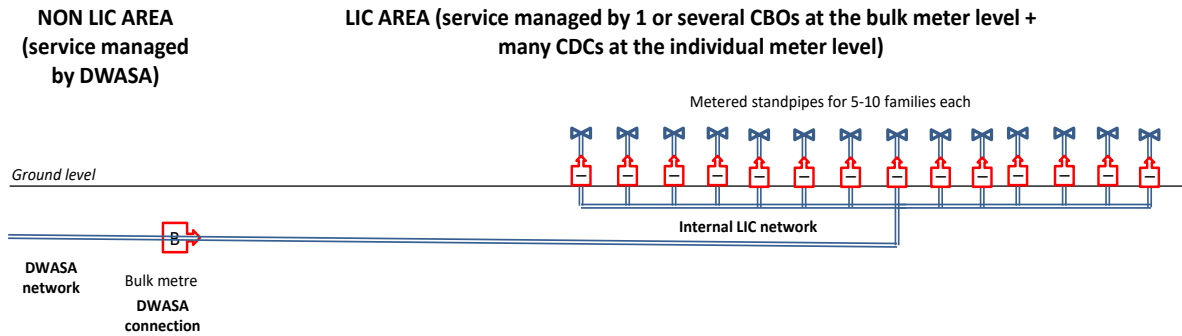 NON LIC AREA
(service managed
by DWASA)
LIC AREA (service managed by 1 or several CBOs at the bulk meter level +
many CDCs at the individual meter level)
Metered standpipes for 5-10 families each
Ground level
Internal LIC network
B
DWASA
network
Bulk metre
DWASA
connection